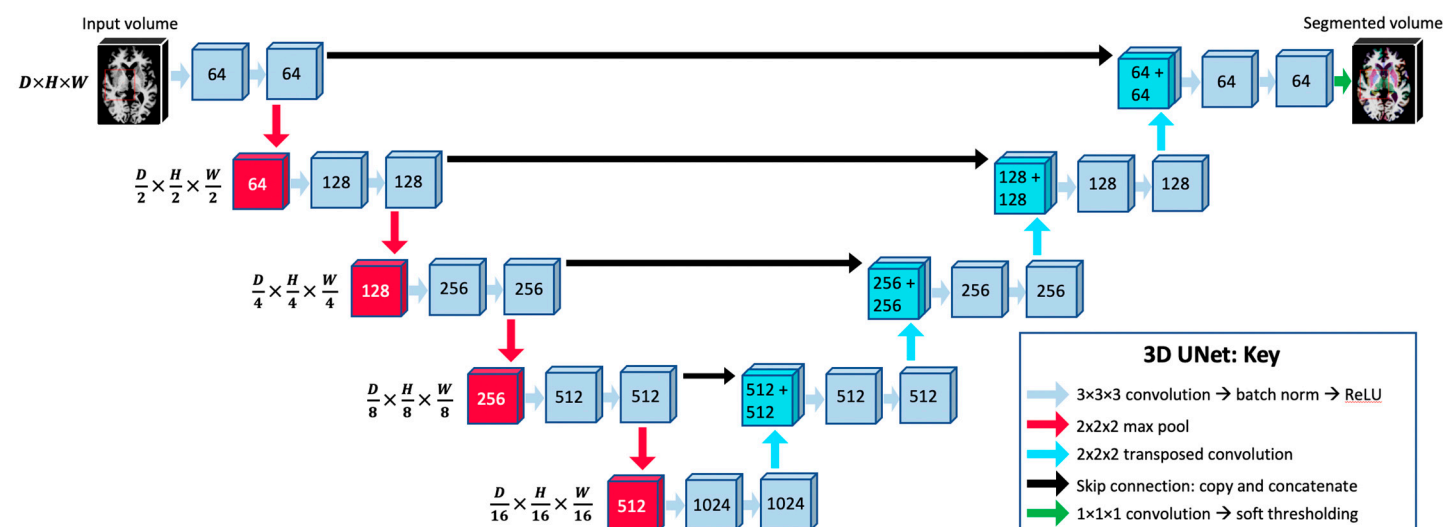 Input volume
Segmented volume
D×H×W
64
64
64 +
64
64
64
D/2 × H/2 × W/2
64
128
128
128 +
128
128
128
D/4 × H/4 × W/4
128
256
256
256 +
256
256
256
D/8 × H/8 × W/8
256
512
512
512 +
512
512
512
D/16 × H/16 × W/16
512
1024
1024
3D UNet: Key
3×3×3 convolution → batch norm → ReLU
2x2x2 max pool
2x2x2 transposed convolution
Skip connection: copy and concatenate
1×1×1 convolution → soft thresholding